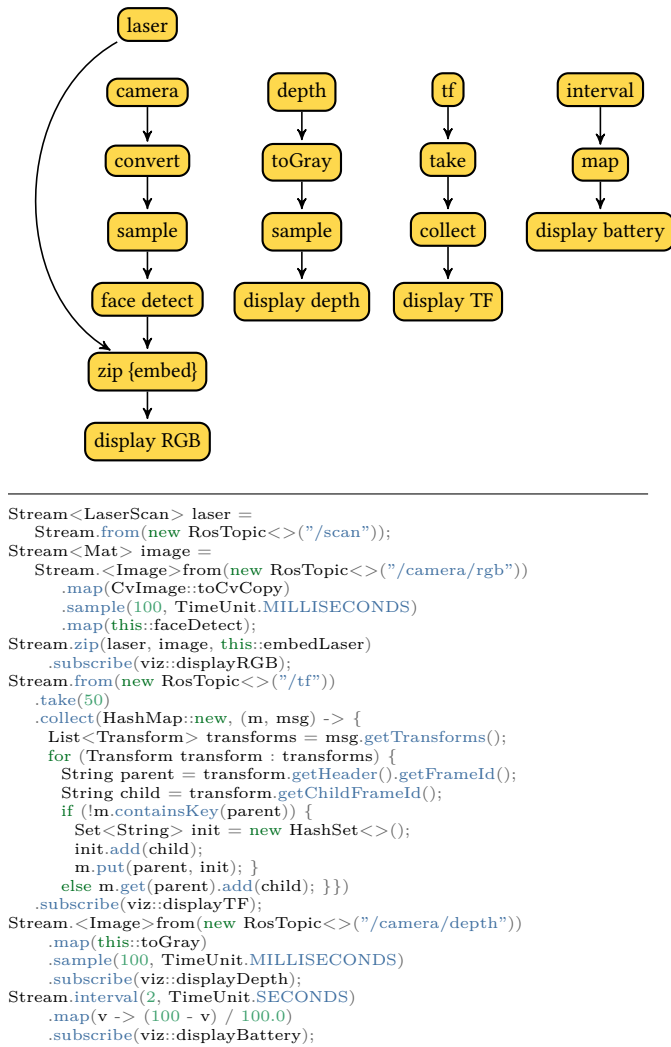 laser
camera
depth
tf
interval
convert
toGray
take
map
sample
sample
collect
display battery
face detect
display depth
display TF
zip {embed}
display RGB
Stream<LaserScan> laser =
Stream.from(new RosTopic<>("/scan"));
Stream<Mat> image =
Stream.<Image>from(new RosTopic<>("/camera/rgb"))
.map(CvImage::toCvCopy)
.sample(100, TimeUnit.MILLISECONDS)
.map(this::faceDetect);
Stream.zip(laser, image, this::embedLaser)
.subscribe(viz::displayRGB);
Stream.from(new RosTopic<>("/tf"))
.take(50)
.collect(HashMap::new, (m, msg) -> {
List<Transform> transforms = msg.getTransforms();
for (Transform transform : transforms) {
String parent = transform.getHeader().getFrameId();
String child = transform.getChildFrameId();
if (!m.containsKey(parent)) {
Set<String> init = new HashSet<>();
init.add(child);
m.put(parent, init); }
else m.get(parent).add(child); }})
.subscribe(viz::displayTF);
Stream.<Image>from(new RosTopic<>("/camera/depth"))
.map(this::toGray)
.sample(100, TimeUnit.MILLISECONDS)
.subscribe(viz::displayDepth);
Stream.interval(2, TimeUnit.SECONDS)
.map(v -> (100 - v) / 100.0)
.subscribe(viz::displayBattery);